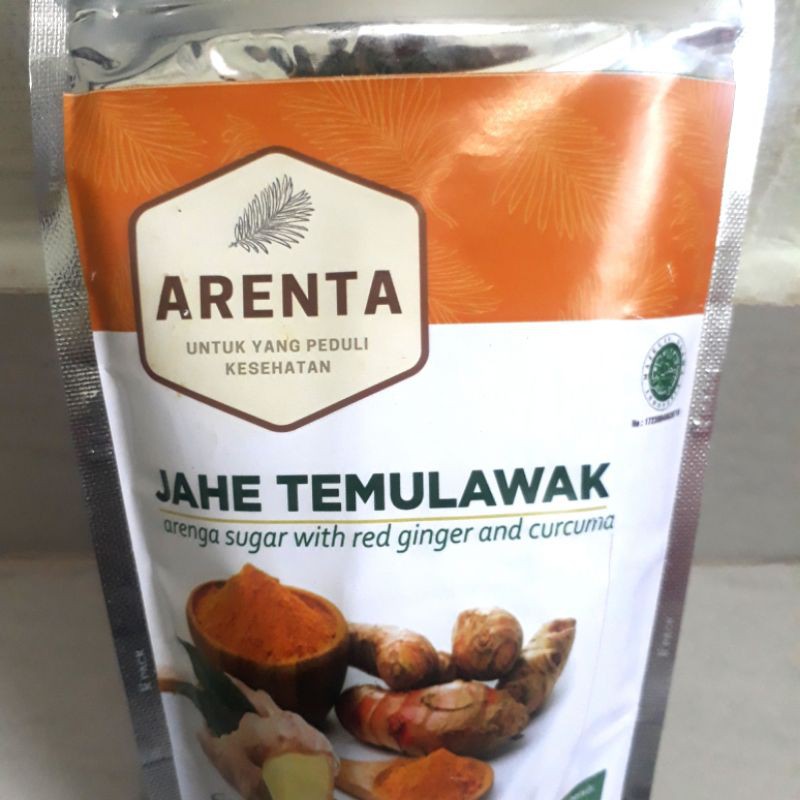 ARENTA
UNTUK YANG PEDULI
KESEHATAN
JAHE TEMULAWAK
arenga sugar with red ginger and curcuma